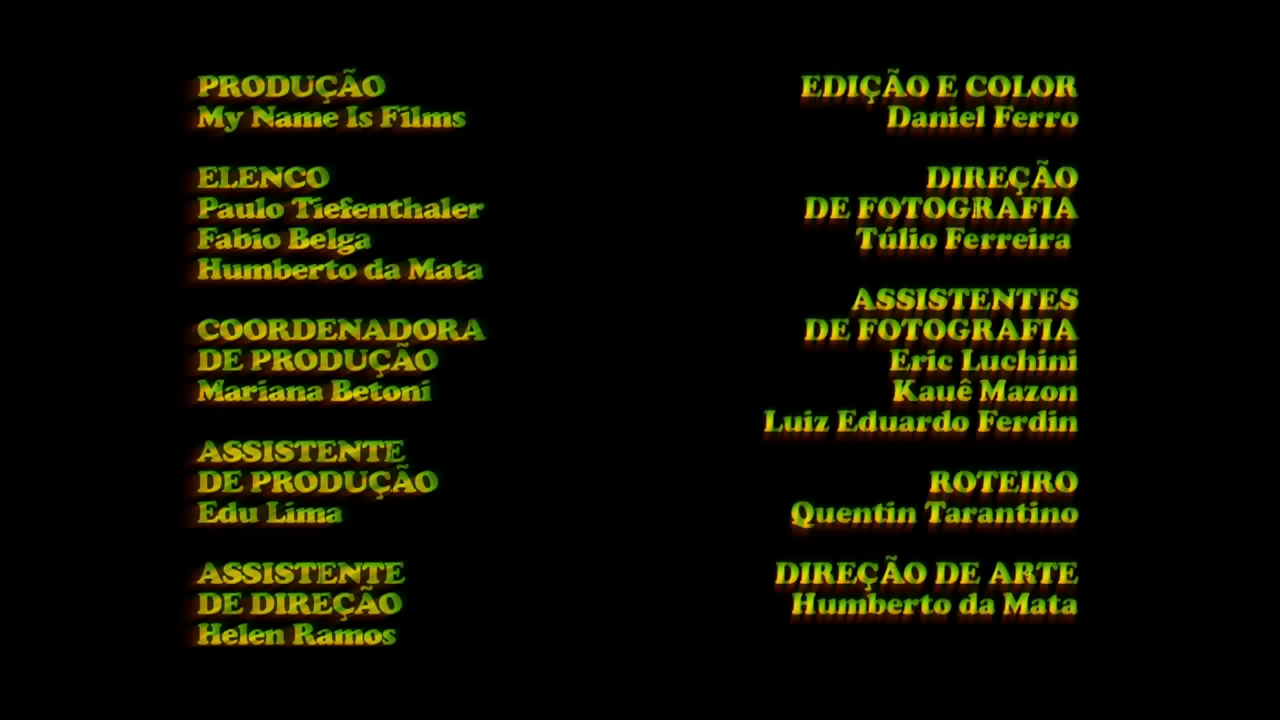 PRODUÇÃO
My Name Is Films
ELENCO
Paulo Tiefenthaler
Fabio Belga
Humberto da Mata
COORDENADORA
DE PRODUÇÃO
Mariana Betoni
ASSISTENTE
DE PRODUÇÃO
Edu Lima
ASSISTENTE
DE DIREÇÃO
Helen Ramos
EDIÇÃO E COLOR
Daniel Ferro
DIREÇÃO
DE FOTOGRAFIA
Túlio Ferreira
ASSISTENTES
DE FOTOGRAFIA
Eric Luchini
Kauê Mazon
Luiz Eduardo Ferdin
ROTEIRO
Quentin Tarantino
DIREÇÃO DE ARTE
Humberto da Mata